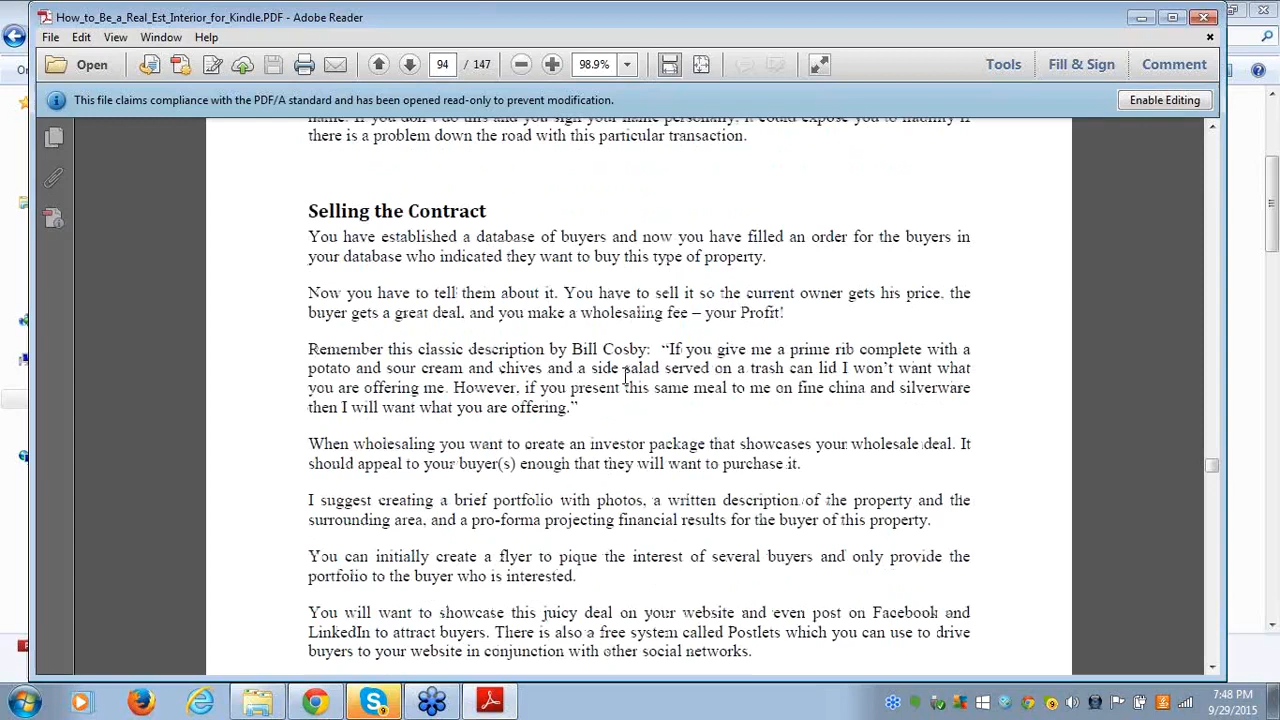 How_to_Be_a_Real_Est_Interior_for_Kindle.PDF - Adobe Reader
File Edit View Window Help
Open 94 / 147 98.9% Tools Fill & Sign Comment
This file claims compliance with the PDF/A standard and has been opened read-only to prevent modification. Enable Editing
there is a problem down the road with this particular transaction.
Selling the Contract
You have established a database of buyers and now you have filled an order for the buyers in
your database who indicated they want to buy this type of property.
Now you have to tell them about it. You have to sell it so the current owner gets his price, the
buyer gets a great deal, and you make a wholesaling fee – your Profit!
Remember this classic description by Bill Cosby: “If you give me a prime rib complete with a
potato and sour cream and chives and a side salad served on a trash can lid I won’t want what
you are offering me. However, if you present this same meal to me on fine china and silverware
then I will want what you are offering.”
When wholesaling you want to create an investor package that showcases your wholesale deal. It
should appeal to your buyer(s) enough that they will want to purchase it.
I suggest creating a brief portfolio with photos, a written description of the property and the
surrounding area, and a pro-forma projecting financial results for the buyer of this property.
You can initially create a flyer to pique the interest of several buyers and only provide the
portfolio to the buyer who is interested.
You will want to showcase this juicy deal on your website and even post on Facebook and
LinkedIn to attract buyers. There is also a free system called Postlets which you can use to drive
buyers to your website in conjunction with other social networks.
7:48 PM
9/29/2015